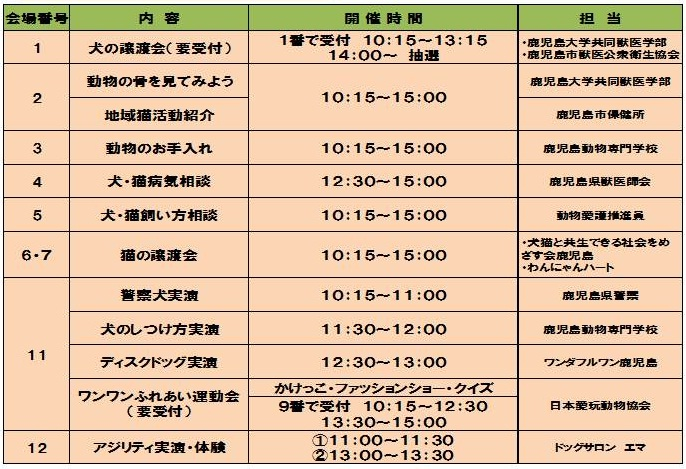 会場番号 内容 開催時間 担当
1 犬の譲渡会(要受付) 1番で受付 10:15～13:15
14:00～ 抽選 ・鹿児島大学共同獣医学部
・鹿児島市獣医公衆衛生協会
2 動物の骨を見てみよう 10:15～15:00 鹿児島大学共同獣医学部
地域猫活動紹介 鹿児島市保健所
3 動物のお手入れ 10:15～15:00 鹿児島動物専門学校
4 犬・猫病気相談 12:30～15:00 鹿児島県獣医師会
5 犬・猫飼い方相談 10:15～15:00 動物愛護推進員
6・7 猫の譲渡会 10:15～15:00 ・犬猫と共生できる社会をめ
ざす会鹿児島
・わんにゃんハート
11 警察犬実演 10:15～11:00 鹿児島県警察
犬のしつけ方実演 11:30～12:00 鹿児島動物専門学校
ディスクドッグ実演 12:30～13:00 ワンダフルワン鹿児島
ワンワンふれあい運動会
(要受付) かけっこ・ファッションショー・クイズ
9番で受付 10:15～12:30
13:30～15:00 日本愛玩動物協会
12 アジリティ実演・体験 ①11:00～11:30
②13:00～13:30 ドッグサロン エマ